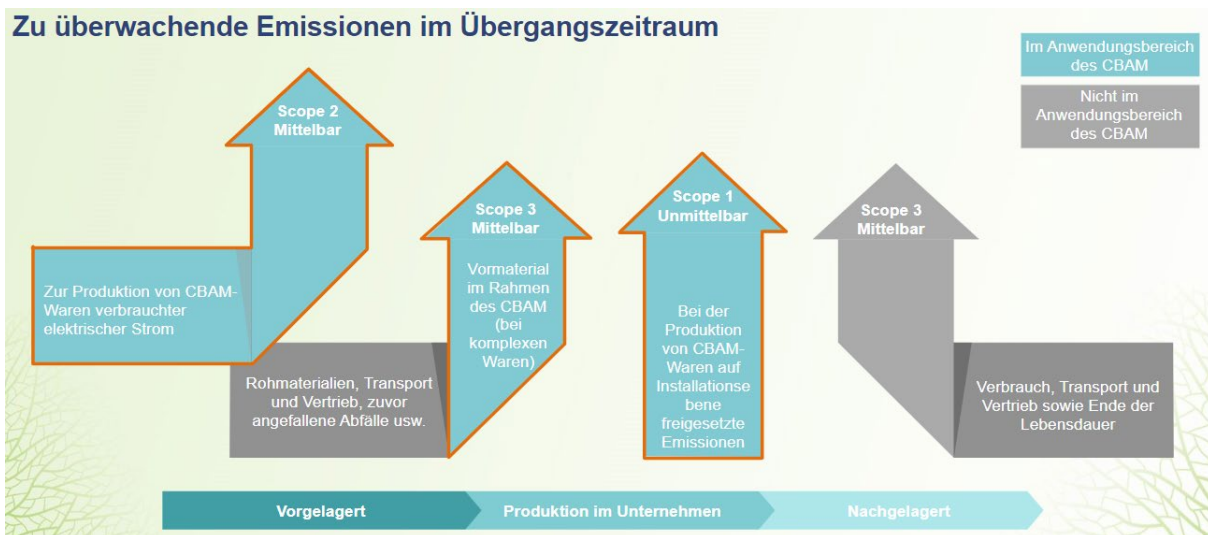 Zu überwachende Emissionen im Übergangszeitraum
Im Anwendungsbereich
des CBAM
Nicht im
Anwendungsbereich
des CBAM
Scope 2
Mittelbar
Zur Produktion von CBAM-
Waren verbrauchter
elektrischer Strom
Rohmaterialien, Transport
und Vertrieb, zuvor
angefallene Abfälle usw.
Scope 3
Mittelbar
Vormaterial
im Rahmen
des CBAM
(bei
komplexen
Waren)
Scope 1
Unmittelbar
Bei der
Produktion
von CBAM-
Waren auf
Installationse
bene
freigesetzte
Emissionen
Scope 3
Mittelbar
Verbrauch, Transport und
Vertrieb sowie Ende der
Lebensdauer
Vorgelagert
Produktion im Unternehmen
Nachgelagert